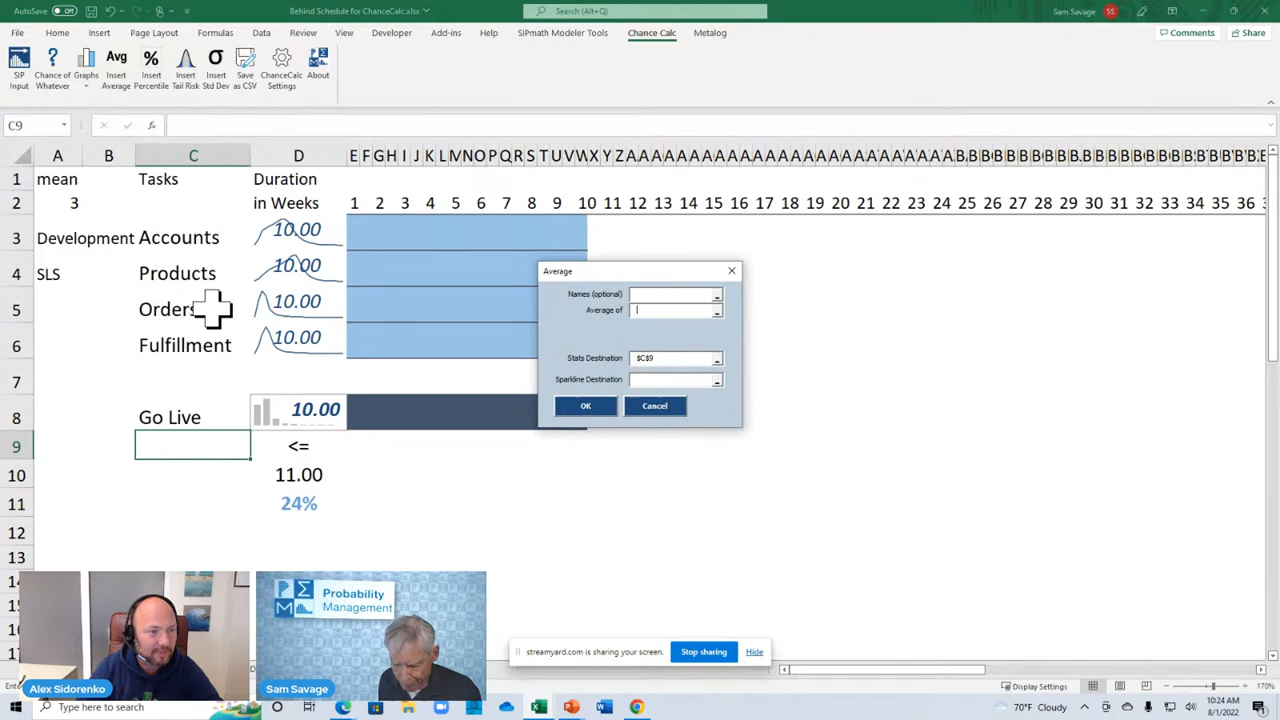 AutoSave Off Behind Schedule for ChanceCalc.xlsx Search (Alt+Q) Sam Savage SS
File Home Insert Page Layout Formulas Data Review View Developer Add-ins Help SIPmath Modeler Tools Chance Calc Metalog Comments Share
SIP Input
Chance of Whatever
Graphs
Avg Insert Average
% Insert Percentile
Insert Tail Risk
σ Insert Std Dev
Save as CSV
ChanceCalc Settings
About
C9 fx
A B C D E F GH I J K L M NO P Q R S T U V W X Y Z
1 mean Tasks Duration
2 3 in Weeks 1 2 3 4 5 6 7 8 9 10 11 12 13 14 15 16 17 18 19 20 21 22 23 24 25 26 27 28 29 30 31 32 33 34 35 36
3 Development Accounts 10.00
4 SLS Products 10.00
5 Orders 10.00
6 Fulfillment 10.00
7
8 Go Live 10.00
9 <=
10 11.00
11 24%
12
13
Average
Names (optional)
Average of
Stats Destination $C$9
Sparkline Destination
OK Cancel
Probability
Management
Alex Sidorenko
Sam Savage
streamyard.com is sharing your screen. Stop sharing Hide
Display Settings 170%
Type here to search
70°F Cloudy
10:24 AM
8/1/2022